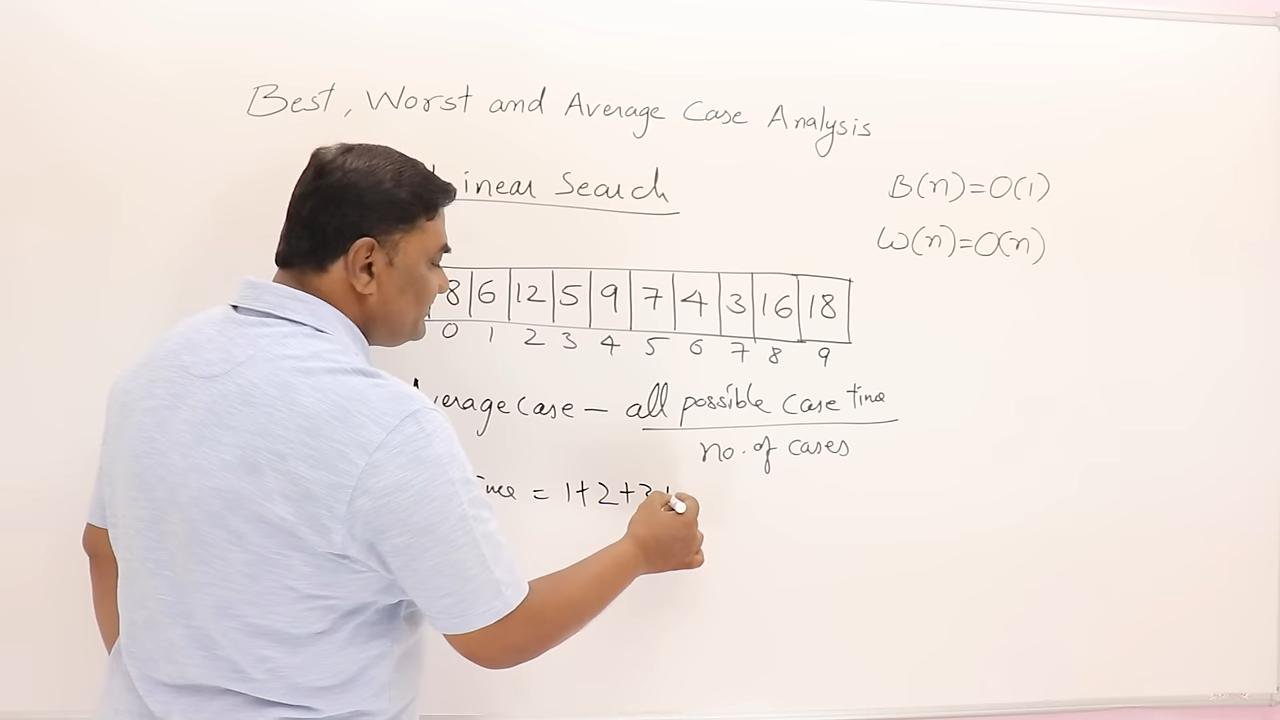 Best, Worst and Average Case Analysis
Linear Search
B(n)=O(1)
W(n)=O(n)
8 6 12 5 9 7 4 3 16 18
0 1 2 3 4 5 6 7 8 9
Average Case — all possible case time
no. of cases
= 1+2+3+